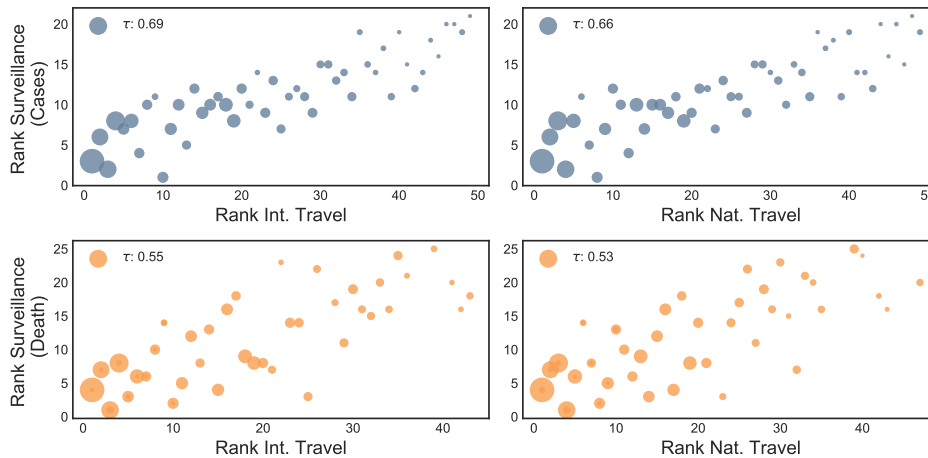 τ: 0.69
20
15
10
5
0
Rank Surveillance
(Cases)
0 10 20 30 40 50
Rank Int. Travel
τ: 0.66
20
15
10
5
0
0 10 20 30 40 50
Rank Nat. Travel
τ: 0.55
25
20
15
10
5
0
Rank Surveillance
(Death)
0 10 20 30 40
Rank Int. Travel
τ: 0.53
25
20
15
10
5
0
0 10 20 30 40
Rank Nat. Travel